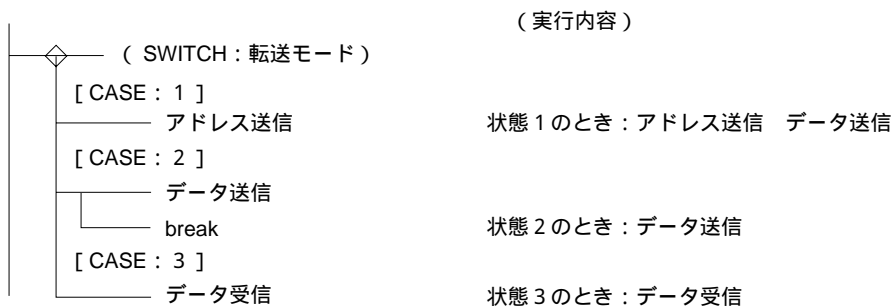 （実行内容）
（ SWITCH：転送モード）
[ CASE： 1 ]
アドレス送信 状態１のとき：アドレス送信　データ送信
[ CASE： 2 ]
データ送信
break 状態２のとき：データ送信
[ CASE： 3 ]
データ受信 状態３のとき：データ受信